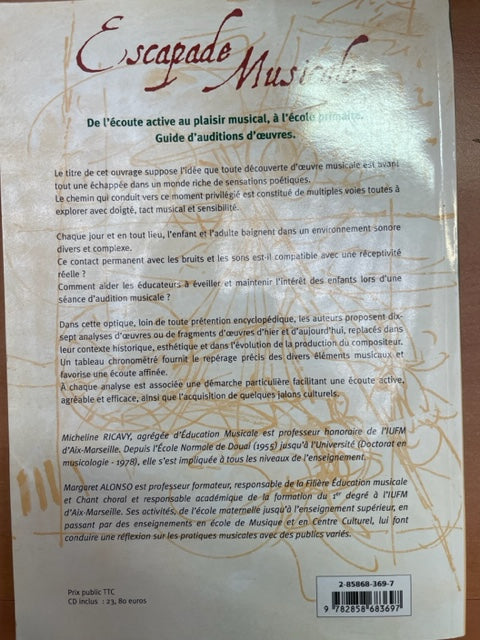 Escapade
Musicale
De l'écoute active au plaisir musical, à l'école primaire.
Guide d'auditions d'œuvres.
Le titre de cet ouvrage suppose l'idée que toute découverte d'œuvre musicale est avant
tout une échappée dans un monde riche de sensations poétiques.
Le chemin qui conduit vers ce moment privilégié est constitué de multiples voies toutes à
explorer avec doigté, tact musical et sensibilité.
Chaque jour et en tout lieu, l'enfant et l'adulte baignent dans un environnement sonore
divers et complexe.
Ce contact permanent avec les bruits et les sons est-il compatible avec une réceptivité
réelle ?
Comment aider les éducateurs à éveiller et maintenir l'intérêt des enfants lors d'une
séance d'audition musicale ?
Dans cette optique, loin de toute prétention encyclopédique, les auteurs proposent dix-
sept analyses d'œuvres ou de fragments d'œuvres d'hier et d'aujourd'hui, replacés dans
leur contexte historique, esthétique et dans l'évolution de la production du compositeur.
Un tableau chronométré fournit le repérage précis des divers éléments musicaux et
favorise une écoute affinée.
À chaque analyse est associée une démarche particulière facilitant une écoute active,
agréable et efficace, ainsi que l'acquisition de quelques jalons culturels.
Micheline RICAVY, agrégée d'Éducation Musicale est professeur honoraire de l'IUFM
d'Aix-Marseille. Depuis l'École Normale de Douai (1955) jusqu'à l'Université (Doctorat en
musicologie - 1978), elle s'est impliquée à tous les niveaux de l'enseignement.
Margaret ALONSO est professeur formateur, responsable de la Filière Éducation musicale
et Chant choral et responsable académique de la formation du 1er degré à l'IUFM
d'Aix-Marseille. Ses activités, de l'école maternelle jusqu'à l'enseignement supérieur, en
passant par des enseignements en école de Musique et en Centre Culturel, lui font
conduire une réflexion sur les pratiques musicales avec des publics variés.
Prix public TTC
CD inclus : 23, 80 euros
2-85868-369-7
9 782858 683697